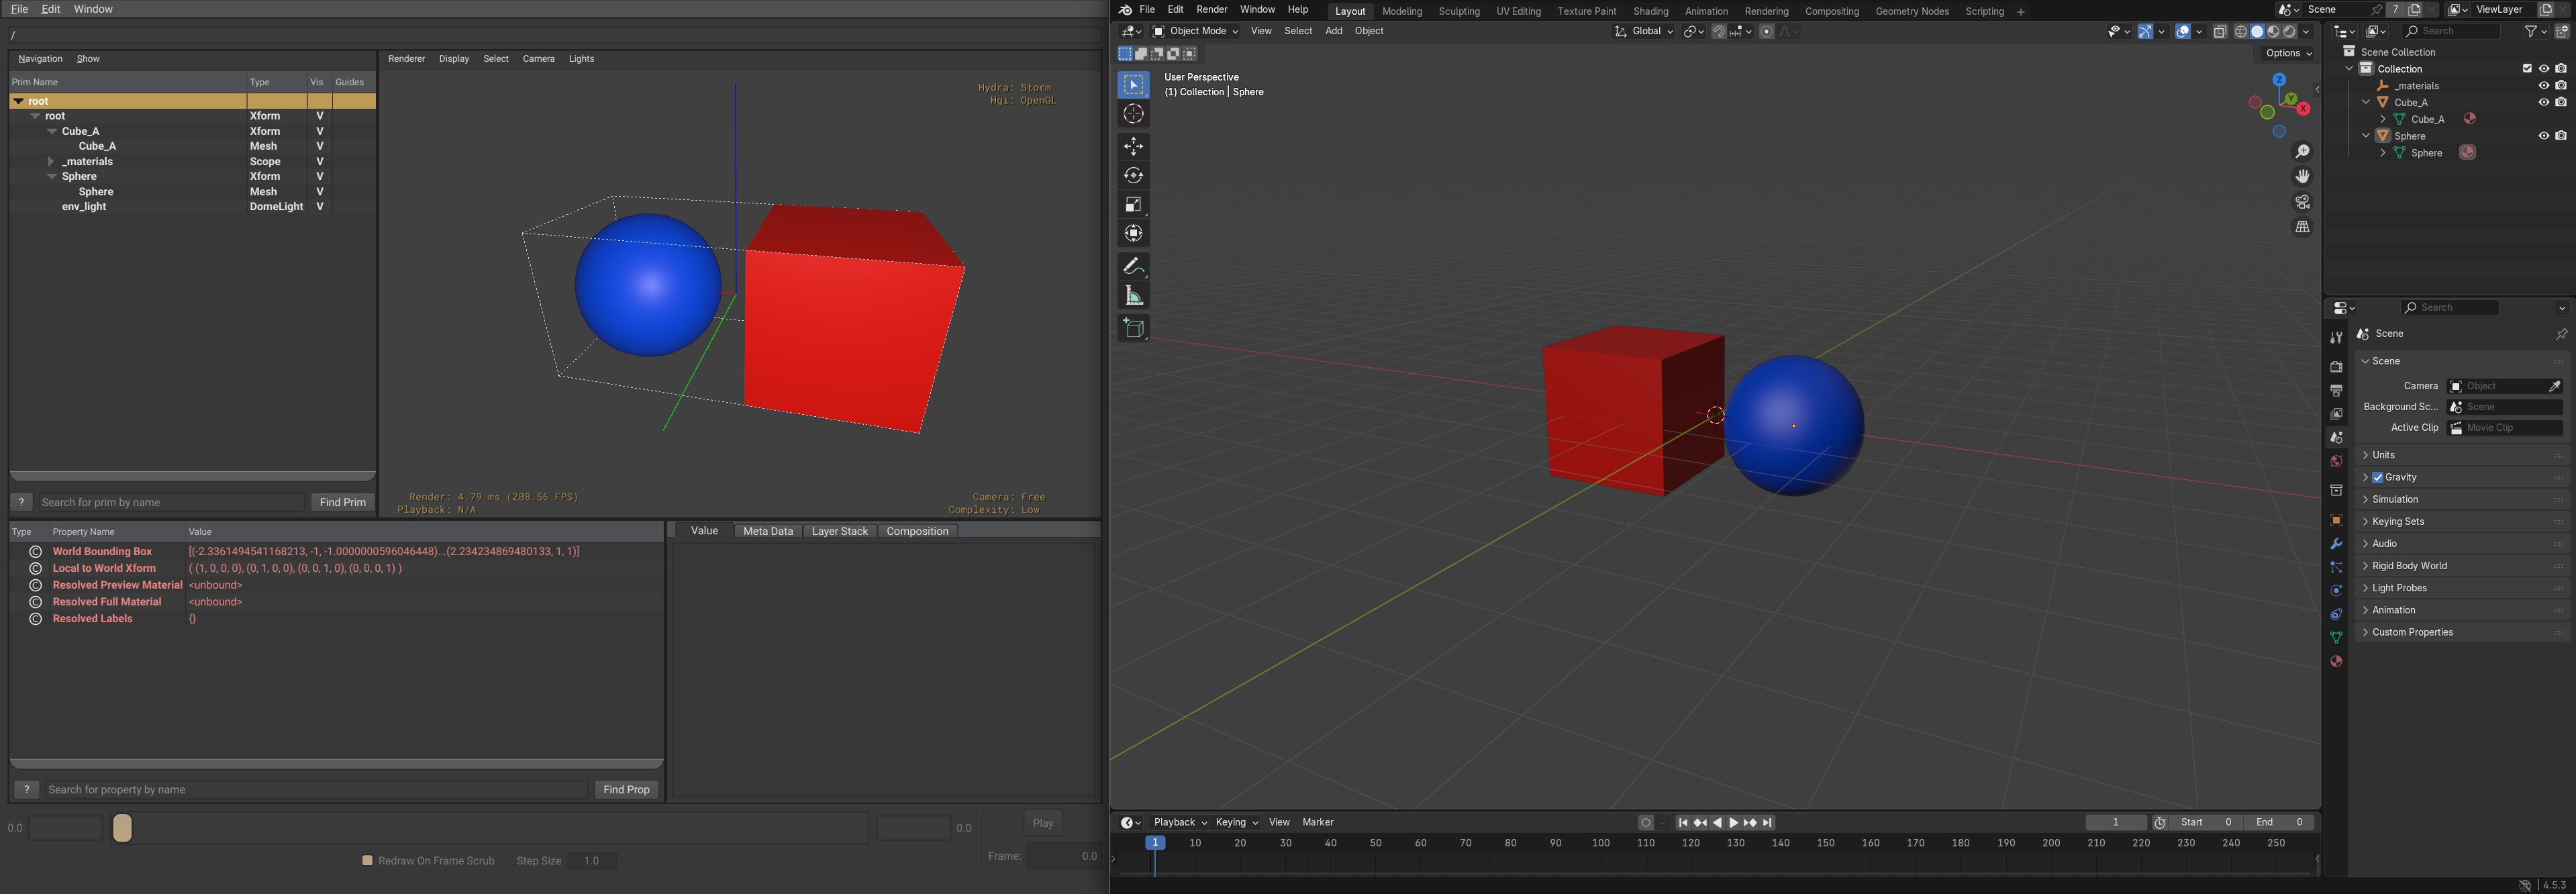 File Edit Window
/
Navigation Show
Prim Name Type Vis Guides
root
root Xform V
Cube_A Xform V
Cube_A Mesh V
_materials Scope V
Sphere Xform V
Sphere Mesh V
env_light DomeLight V
? Search for prim by name Find Prim
Renderer Display Select Camera Lights
Hydra: Storm
Hgi: OpenGL
Render: 4.79 ms (208.56 FPS)
Playback: N/A
Camera: Free
Complexity: Low
Type Property Name Value
World Bounding Box [(-2.3361494541168213, -1, -1.0000000596046448)...(2.234234869480133, 1, 1)]
Local to World Xform ( (1, 0, 0, 0), (0, 1, 0, 0), (0, 0, 1, 0), (0, 0, 0, 1) )
Resolved Preview Material <unbound>
Resolved Full Material <unbound>
Resolved Labels {}
? Search for property by name Find Prop
Value Meta Data Layer Stack Composition
0.0 0.0 Play
Redraw On Frame Scrub Step Size 1.0 Frame: 0.0
File Edit Render Window Help Layout Modeling Sculpting UV Editing Texture Paint Shading Animation Rendering Compositing Geometry Nodes Scripting + Scene 7 ViewLayer
Object Mode View Select Add Object Global
Options
User Perspective
(1) Collection | Sphere
Z
Y
X
Search
Scene Collection
Collection
_materials
Cube_A
Cube_A
Sphere
Sphere
Search
Scene
Scene
Camera Object
Background Sc... Scene
Active Clip Movie Clip
Units
Gravity
Simulation
Keying Sets
Audio
Rigid Body World
Light Probes
Animation
Custom Properties
Playback Keying View Marker 1 Start 0 End 0
1 10 20 30 40 50 60 70 80 90 100 110 120 130 140 150 160 170 180 190 200 210 220 230 240 250
4.5.3